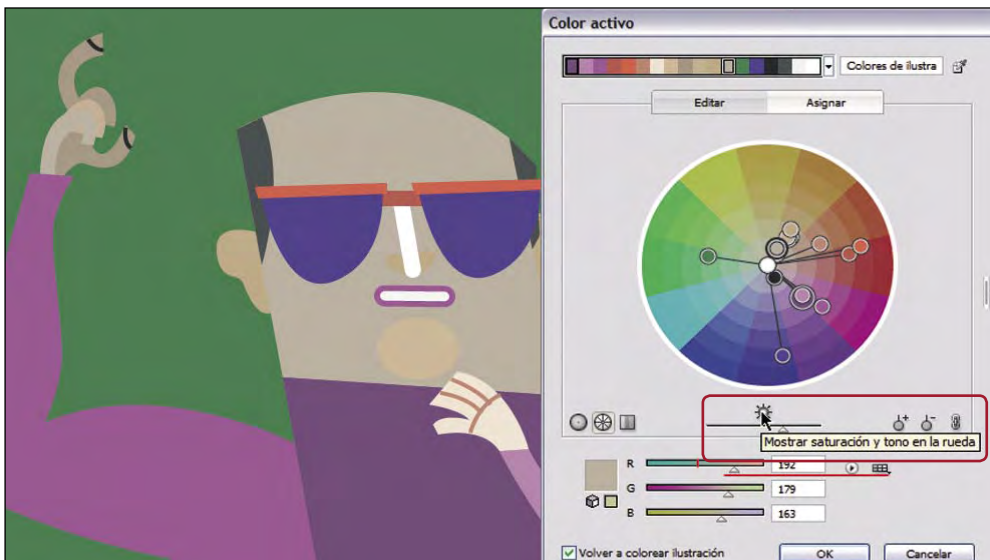 Color activo
Colores de ilustra
Editar Asignar
Mostrar saturación y tono en la rueda
R 192
G 179
B 163
Volver a colorear ilustración OK Cancelar